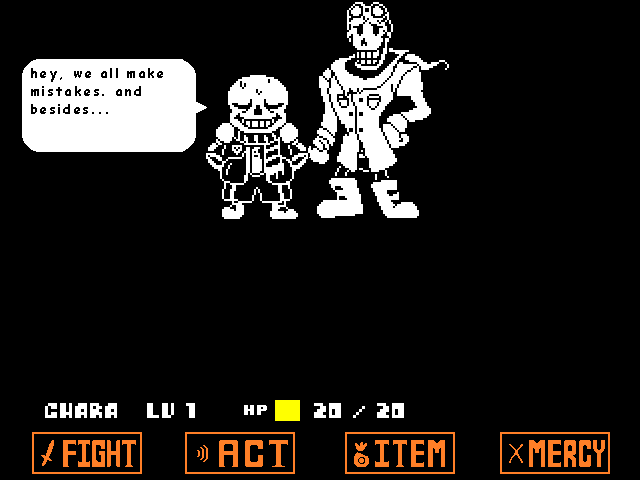 hey, we all make
mistakes. and
besides...
CHARA LV 1 HP 20 / 20
FIGHT ACT ITEM MERCY